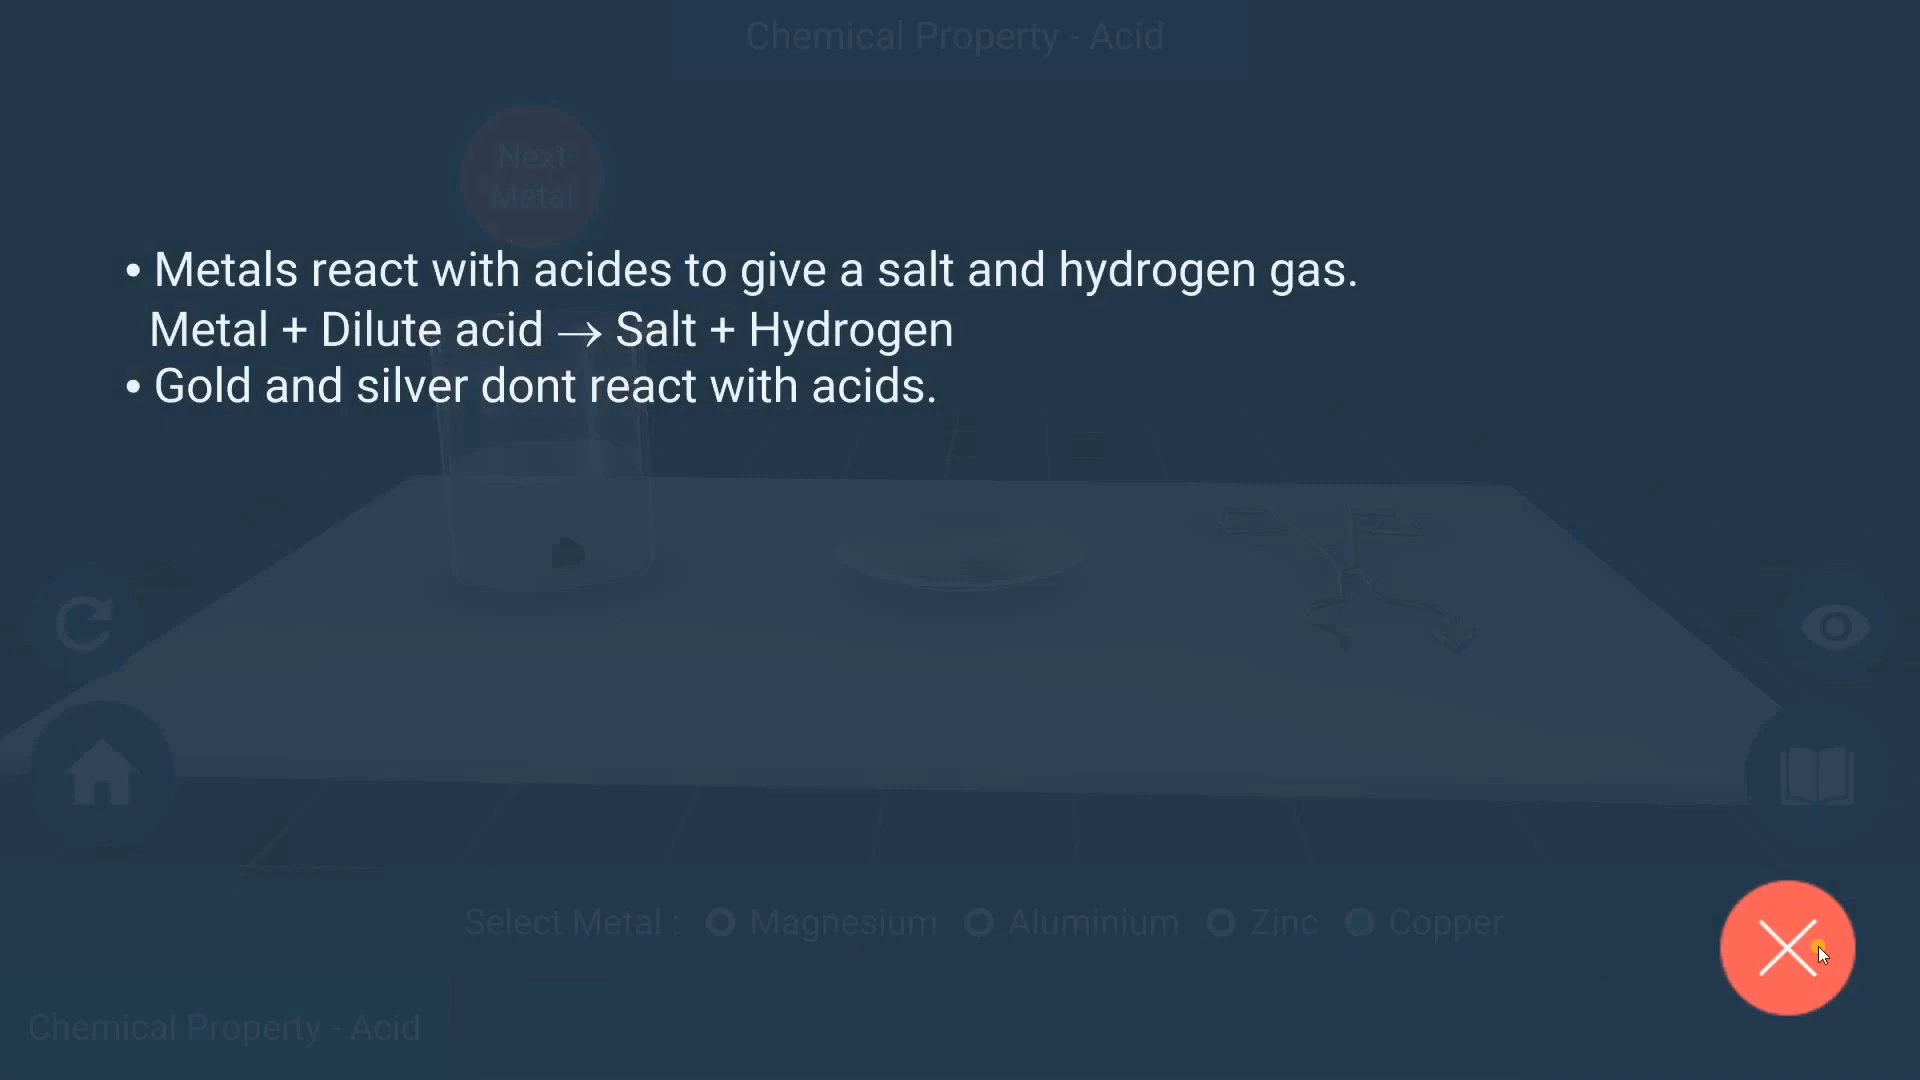 Chemical Property - Acid
Next
Metal
• Metals react with acides to give a salt and hydrogen gas.
Metal + Dilute acid → Salt + Hydrogen
• Gold and silver dont react with acids.
Select Metal : Magnesium Aluminium Zinc Copper
Chemical Property - Acid